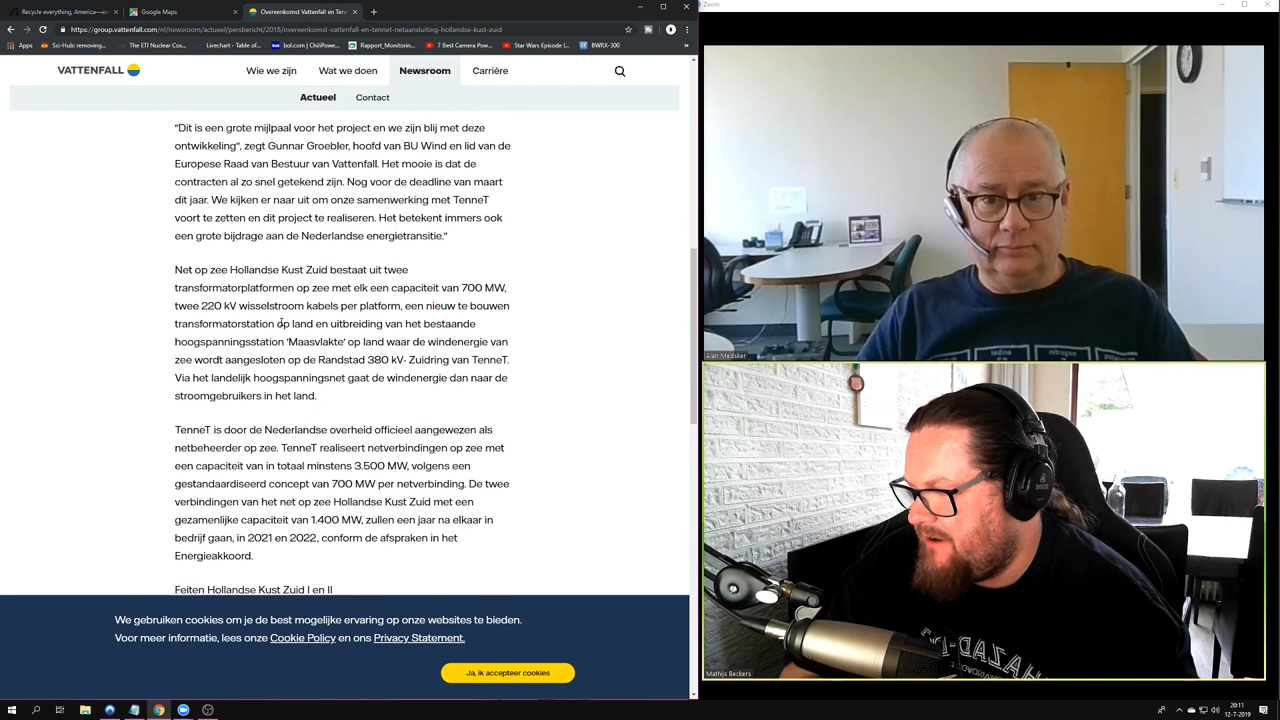 Recycle everything, America—ex
Google Maps
Overeenkomst Vattenfall en Tenn
Zoom
https://group.vattenfall.com/nl/newsroom/actueel/persbericht/2018/overeenkomst-vattenfall-en-tennet-netaansluiting-hollandse-kust-zuid
Apps
Sci-Hub: removing...
The ETI Nuclear Cos...
Livechart - Table of...
bol.com | ChiliPowe...
Rapport_Monitorin...
7 Best Camera Pow...
Star Wars Episode I...
BWRX-300
»
VATTENFALL
Wie we zijn
Wat we doen
Newsroom
Carrière
Actueel
Contact
“Dit is een grote mijlpaal voor het project en we zijn blij met deze
ontwikkeling“, zegt Gunnar Groebler, hoofd van BU Wind en lid van de
Europese Raad van Bestuur van Vattenfall. Het mooie is dat de
contracten al zo snel getekend zijn. Nog voor de deadline van maart
dit jaar. We kijken er naar uit om onze samenwerking met TenneT
voort te zetten en dit project te realiseren. Het betekent immers ook
een grote bijdrage aan de Nederlandse energietransitie.”
Net op zee Hollandse Kust Zuid bestaat uit twee
transformatorplatformen op zee met elk een capaciteit van 700 MW,
twee 220 kV wisselstroom kabels per platform, een nieuw te bouwen
transformatorstation op land en uitbreiding van het bestaande
hoogspanningsstation ‘Maasvlakte’ op land waar de windenergie van
zee wordt aangesloten op de Randstad 380 kV- Zuidring van TenneT.
Via het landelijk hoogspanningsnet gaat de windenergie dan naar de
stroomgebruikers in het land.
TenneT is door de Nederlandse overheid officieel aangewezen als
netbeheerder op zee. TenneT realiseert netverbindingen op zee met
een capaciteit van in totaal minstens 3.500 MW, volgens een
gestandaardiseerd concept van 700 MW per netverbinding. De twee
verbindingen van het net op zee Hollandse Kust Zuid met een
gezamenlijke capaciteit van 1.400 MW, zullen een jaar na elkaar in
bedrijf gaan, in 2021 en 2022, conform de afspraken in het
Energieakkoord.
Feiten Hollandse Kust Zuid I en II
We gebruiken cookies om je de best mogelijke ervaring op onze websites te bieden.
Voor meer informatie, lees onze Cookie Policy en ons Privacy Statement.
Ja, ik accepteer cookies
Alan Medsker
Mathijs Beckers
20:11
12-7-2019